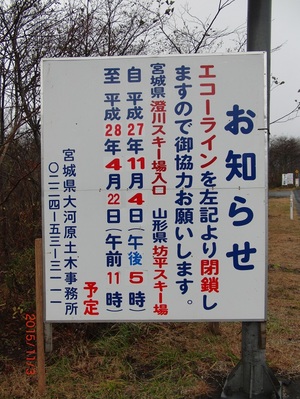 お知らせ
エコーラインを左記より閉鎖し
ますので御協力お願いします。
宮城県澄川スキー場入口 山形県坊平スキー場
自 平成27年11月4日(午後5時)
至 平成28年4月22日(午前11時)
予定
宮城県大河原土木事務所
〇二二四-五三-三一一一
2015/11/3